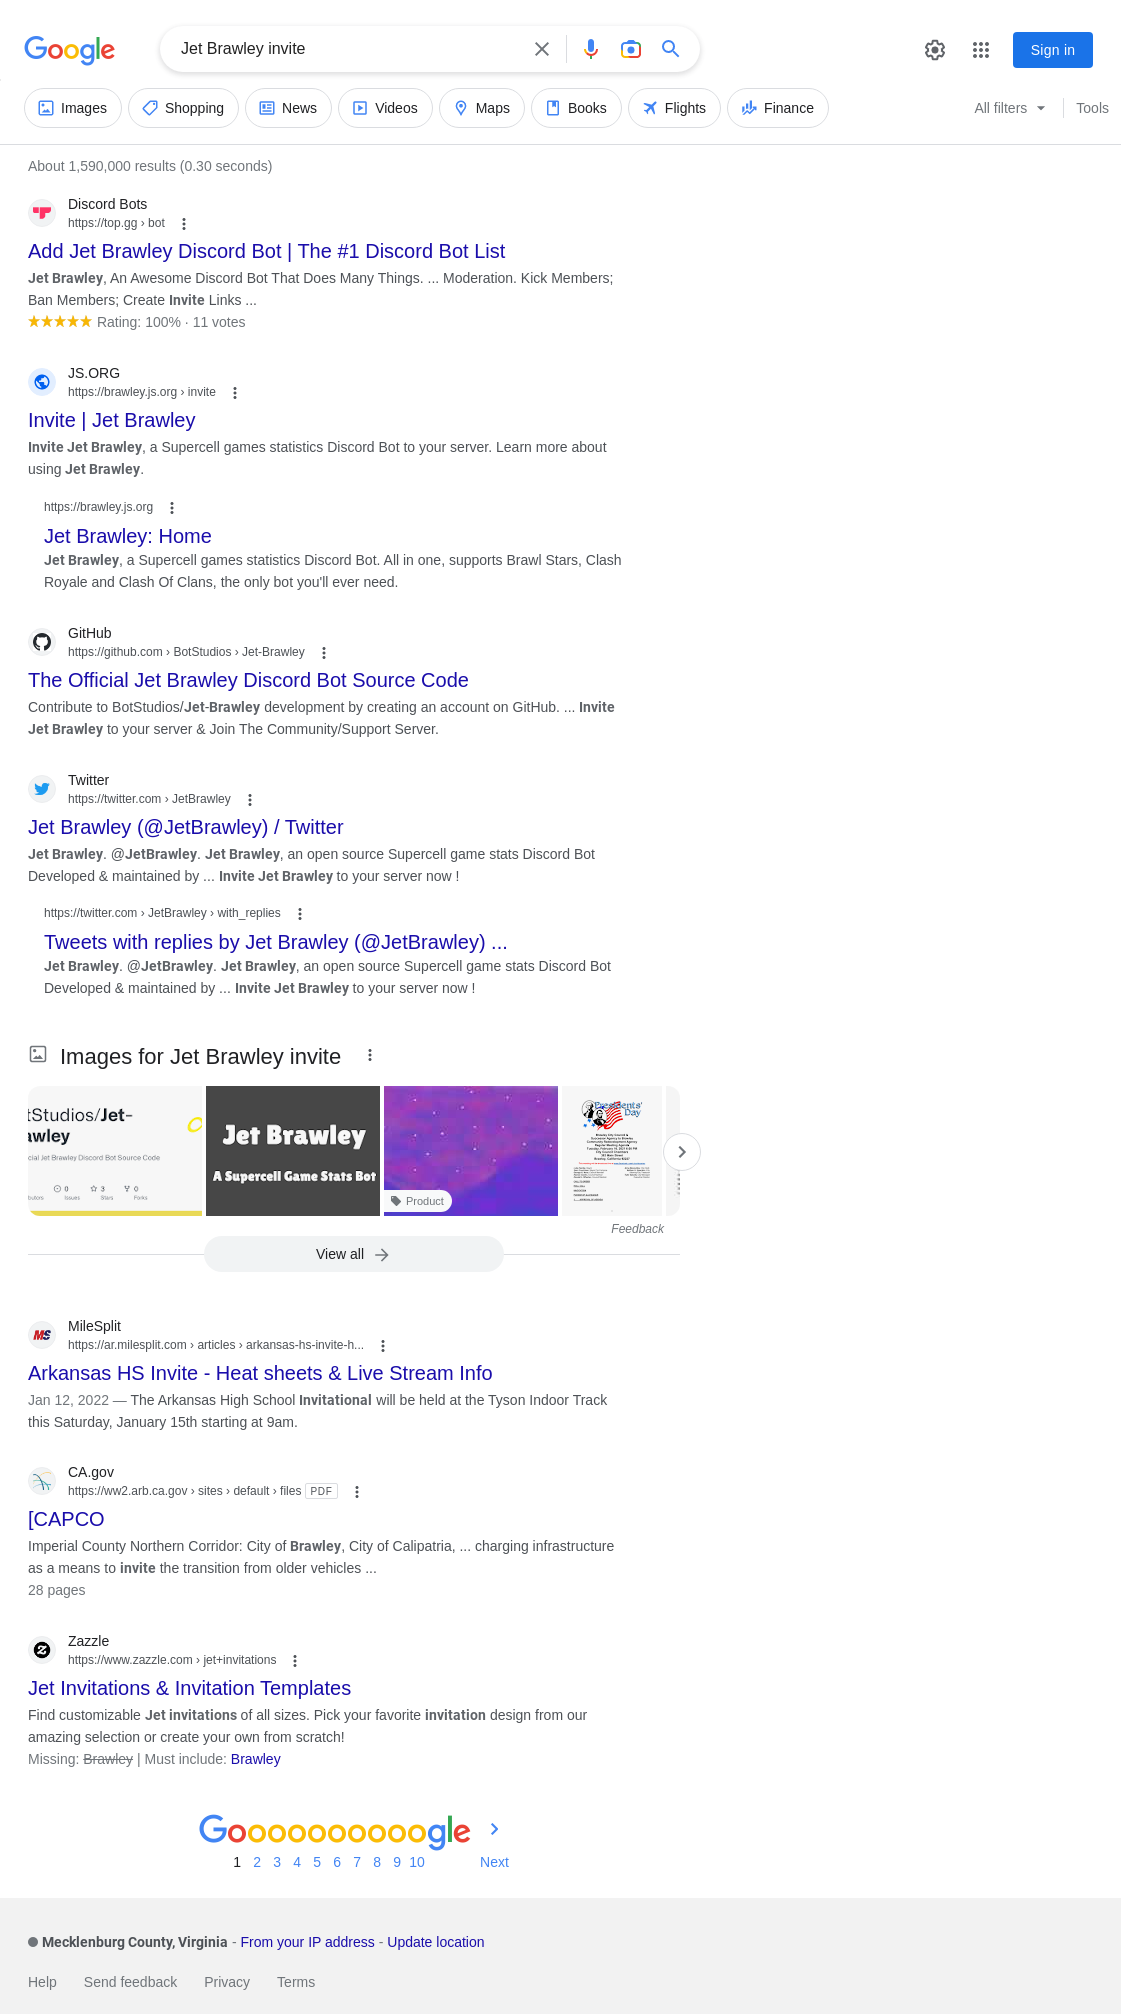 Google
Jet Brawley invite
Sign in
Images
Shopping
News
Videos
Maps
Books
Flights
Finance
All filters
Tools
About 1,590,000 results (0.30 seconds)
Discord Bots
https://top.gg › bot
Add Jet Brawley Discord Bot | The #1 Discord Bot List
Jet Brawley, An Awesome Discord Bot That Does Many Things. ... Moderation. Kick Members;
Ban Members; Create Invite Links ...
Rating: 100% · 11 votes
JS.ORG
https://brawley.js.org › invite
Invite | Jet Brawley
Invite Jet Brawley, a Supercell games statistics Discord Bot to your server. Learn more about
using Jet Brawley.
https://brawley.js.org
Jet Brawley: Home
Jet Brawley, a Supercell games statistics Discord Bot. All in one, supports Brawl Stars, Clash
Royale and Clash Of Clans, the only bot you'll ever need.
GitHub
https://github.com › BotStudios › Jet-Brawley
The Official Jet Brawley Discord Bot Source Code
Contribute to BotStudios/Jet-Brawley development by creating an account on GitHub. ... Invite
Jet Brawley to your server & Join The Community/Support Server.
Twitter
https://twitter.com › JetBrawley
Jet Brawley (@JetBrawley) / Twitter
Jet Brawley. @JetBrawley. Jet Brawley, an open source Supercell game stats Discord Bot
Developed & maintained by ... Invite Jet Brawley to your server now !
https://twitter.com › JetBrawley › with_replies
Tweets with replies by Jet Brawley (@JetBrawley) ...
Jet Brawley. @JetBrawley. Jet Brawley, an open source Supercell game stats Discord Bot
Developed & maintained by ... Invite Jet Brawley to your server now !
Images for Jet Brawley invite
tStudios/Jet-
awley
cial Jet Brawley Discord Bot Source Code
0 3 0
butors Issues Stars Forks
Jet Brawley
A Supercell Game Stats Bot
Product
Presidents'
Day
Feedback
View all
MileSplit
MS
https://ar.milesplit.com › articles › arkansas-hs-invite-h...
Arkansas HS Invite - Heat sheets & Live Stream Info
Jan 12, 2022 — The Arkansas High School Invitational will be held at the Tyson Indoor Track
this Saturday, January 15th starting at 9am.
CA.gov
https://ww2.arb.ca.gov › sites › default › files PDF
[CAPCO
Imperial County Northern Corridor: City of Brawley, City of Calipatria, ... charging infrastructure
as a means to invite the transition from older vehicles ...
28 pages
Zazzle
https://www.zazzle.com › jet+invitations
Jet Invitations & Invitation Templates
Find customizable Jet invitations of all sizes. Pick your favorite invitation design from our
amazing selection or create your own from scratch!
Missing: Brawley | Must include: Brawley
Goooooooooogle
1 2 3 4 5 6 7 8 9 10 Next
Mecklenburg County, Virginia - From your IP address - Update location
Help Send feedback Privacy Terms